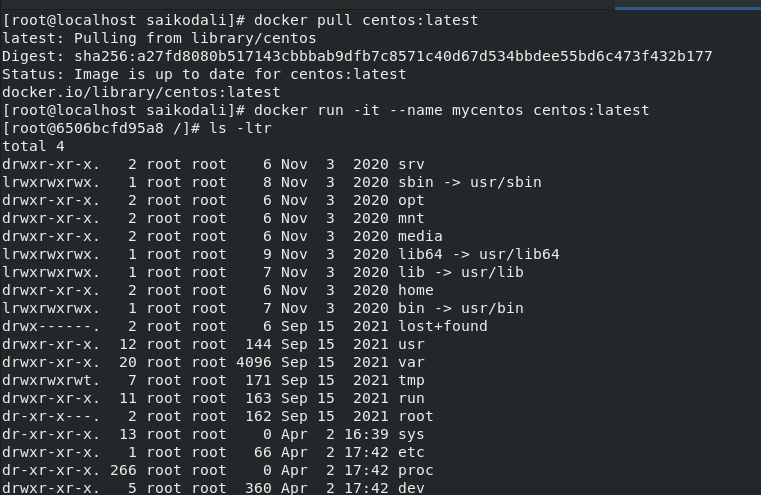 [root@localhost saikodali]# docker pull centos:latest
latest: Pulling from library/centos
Digest: sha256:a27fd8080b517143cbbbab9dfb7c8571c40d67d534bbdee55bd6c473f432b177
Status: Image is up to date for centos:latest
docker.io/library/centos:latest
[root@localhost saikodali]# docker run -it --name mycentos centos:latest
[root@6506bcfd95a8 /]# ls -ltr
total 4
drwxr-xr-x.   2 root root    6 Nov  3  2020 srv
lrwxrwxrwx.   1 root root    8 Nov  3  2020 sbin -> usr/sbin
drwxr-xr-x.   2 root root    6 Nov  3  2020 opt
drwxr-xr-x.   2 root root    6 Nov  3  2020 mnt
drwxr-xr-x.   2 root root    6 Nov  3  2020 media
lrwxrwxrwx.   1 root root    9 Nov  3  2020 lib64 -> usr/lib64
lrwxrwxrwx.   1 root root    7 Nov  3  2020 lib -> usr/lib
drwxr-xr-x.   2 root root    6 Nov  3  2020 home
lrwxrwxrwx.   1 root root    7 Nov  3  2020 bin -> usr/bin
drwx------.   2 root root    6 Sep 15  2021 lost+found
drwxr-xr-x.  12 root root  144 Sep 15  2021 usr
drwxr-xr-x.  20 root root 4096 Sep 15  2021 var
drwxrwxrwt.   7 root root  171 Sep 15  2021 tmp
drwxr-xr-x.  11 root root  163 Sep 15  2021 run
dr-xr-x---.   2 root root  162 Sep 15  2021 root
dr-xr-xr-x.  13 root root    0 Apr  2 16:39 sys
drwxr-xr-x.   1 root root   66 Apr  2 17:42 etc
dr-xr-xr-x. 266 root root    0 Apr  2 17:42 proc
drwxr-xr-x.   5 root root  360 Apr  2 17:42 dev